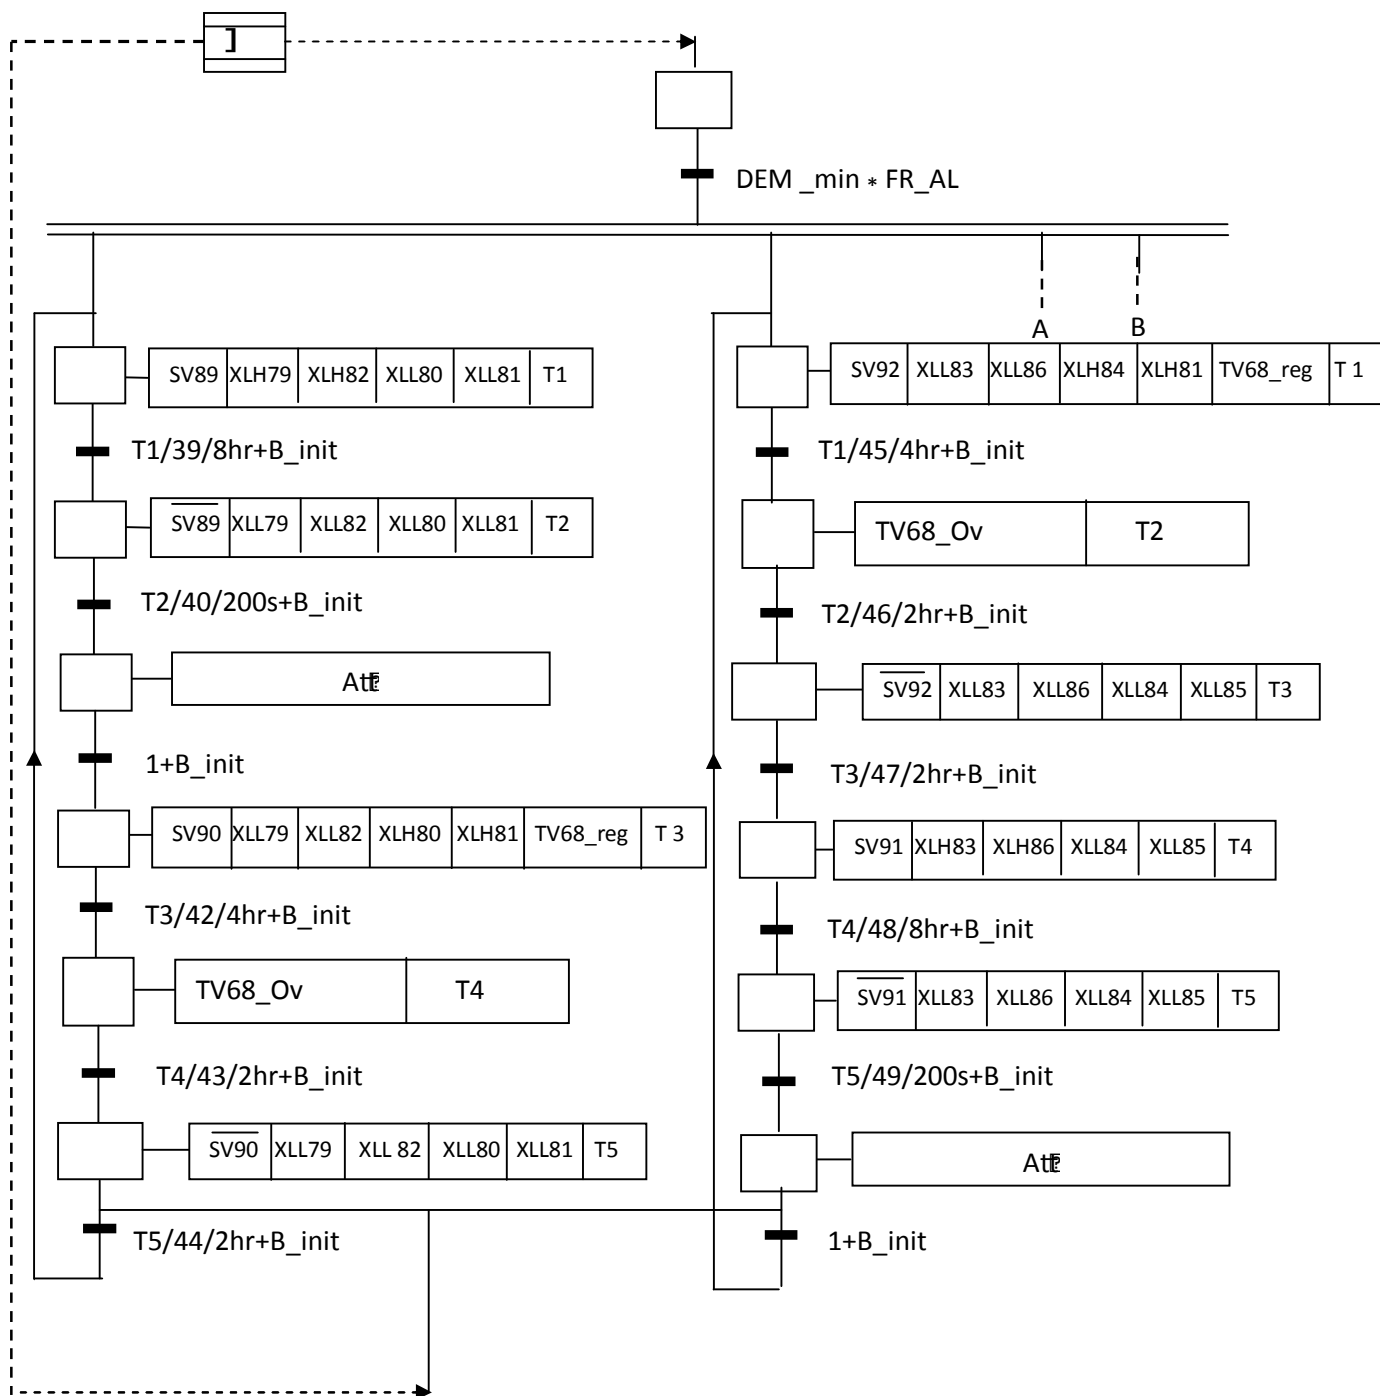 ]
DEM _min * FR_AL
A
B
SV89 XLH79 XLH82 XLL80 XLL81 T1
T1/39/8hr+B_init
SV89 XLL79 XLL82 XLL80 XLL81 T2
T2/40/200s+B_init
Att
1+B_init
SV90 XLL79 XLL82 XLH80 XLH81 TV68_reg T 3
T3/42/4hr+B_init
TV68_Ov T4
T4/43/2hr+B_init
SV90 XLL79 XLL 82 XLL80 XLL81 T5
T5/44/2hr+B_init
SV92 XLL83 XLL86 XLH84 XLH81 TV68_reg T 1
T1/45/4hr+B_init
TV68_Ov T2
T2/46/2hr+B_init
SV92 XLL83 XLL86 XLL84 XLL85 T3
T3/47/2hr+B_init
SV91 XLH83 XLH86 XLL84 XLL85 T4
T4/48/8hr+B_init
SV91 XLL83 XLL86 XLL84 XLL85 T5
T5/49/200s+B_init
Att
1+B_init